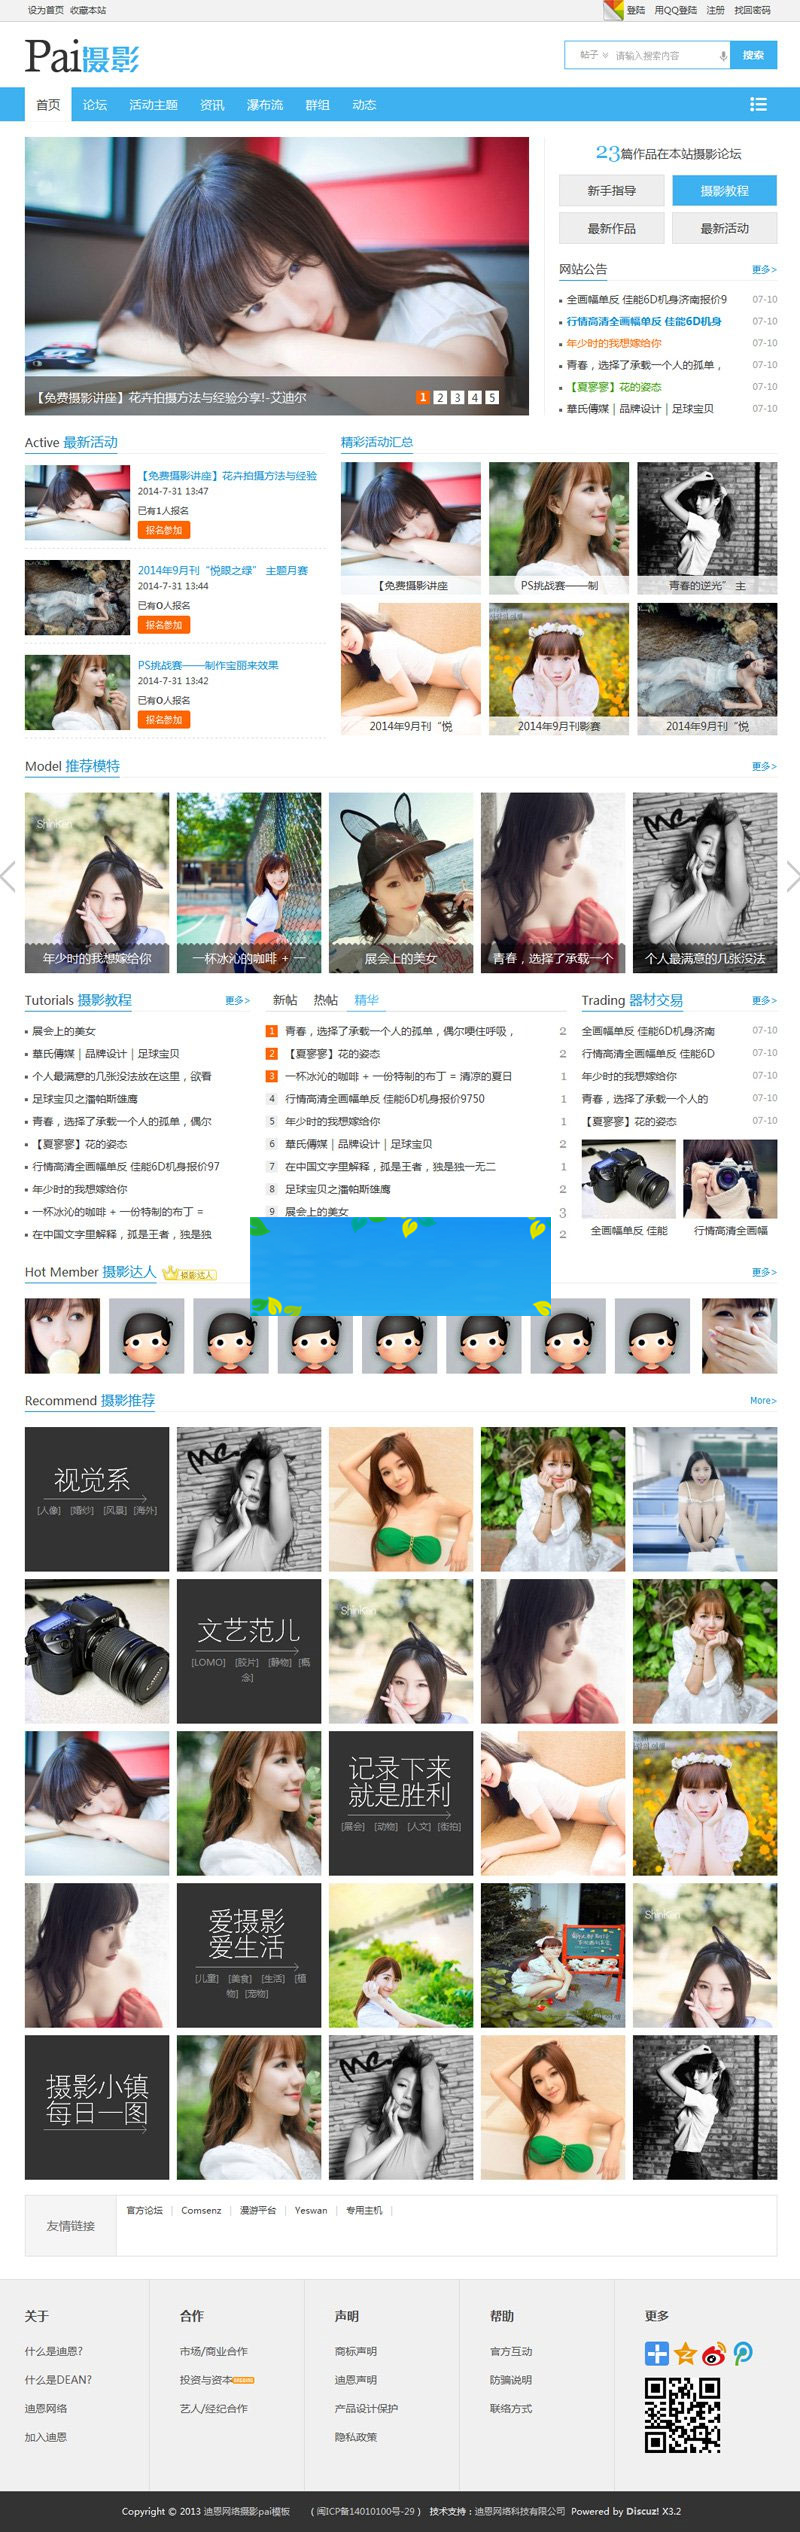 设为首页 收藏本站
登陆 用QQ登陆 注册 找回密码
Pai摄影
帖子 请输入搜索内容 搜索
首页 论坛 活动主题 资讯 瀑布流 群组 动态
【免费摄影讲座】花卉拍摄方法与经验分享!-艾迪尔
1 2 3 4 5
23篇作品在本站摄影论坛
新手指导 摄影教程
最新作品 最新活动
网站公告 更多>
全画幅单反 佳能6D机身济南报价9 07-10
行情高清全画幅单反 佳能6D机身 07-10
年少时的我想嫁给你 07-10
青春，选择了承载一个人的孤单， 07-10
【夏寥寥】花的姿态 07-10
華氏傳媒 | 品牌设计 | 足球宝贝 07-10
Active 最新活动
【免费摄影讲座】花卉拍摄方法与经验
2014-7-31 13:47
已有1人报名
报名参加
2014年9月刊“悦眼之绿” 主题月赛
2014-7-31 13:44
已有0人报名
报名参加
PS挑战赛——制作宝丽来效果
2014-7-31 13:42
已有0人报名
报名参加
精彩活动汇总
【免费摄影讲座
PS挑战赛——制
青春的逆光” 主
2014年9月刊“悦
2014年9月刊影赛
2014年9月刊“悦
Model 推荐模特 更多>
ShinKen
年少时的我想嫁给你
一杯冰沁的咖啡 + 一
展会上的美女
青春，选择了承载一个
个人最满意的几张没法
Tutorials 摄影教程 更多>
展会上的美女
華氏傳媒 | 品牌设计 | 足球宝贝
个人最满意的几张没法放在这里，欲看
足球宝贝之潘帕斯雄鹰
青春，选择了承载一个人的孤单，偶尔
【夏寥寥】花的姿态
行情高清全画幅单反 佳能6D机身报价97
年少时的我想嫁给你
一杯冰沁的咖啡 + 一份特制的布丁 =
在中国文字里解释，孤是王者，独是独
新帖 热帖 精华
1 青春，选择了承载一个人的孤单，偶尔哽住呼吸， 2
2 【夏寥寥】花的姿态 2
3 一杯冰沁的咖啡 + 一份特制的布丁 = 清凉的夏日 1
4 行情高清全画幅单反 佳能6D机身报价9750 1
5 年少时的我想嫁给你 1
6 華氏傳媒 | 品牌设计 | 足球宝贝 2
7 在中国文字里解释，孤是王者，独是独一无二 1
8 足球宝贝之潘帕斯雄鹰 2
9 展会上的美女 3
2
Trading 器材交易 更多>
全画幅单反 佳能6D机身济南 07-10
行情高清全画幅单反 佳能6D 07-10
年少时的我想嫁给你 07-10
青春，选择了承载一个人的 07-10
【夏寥寥】花的姿态 07-10
全画幅单反 佳能
行情高清全画幅
Hot Member 摄影达人 摄影达人 更多>
Recommend 摄影推荐 More>
视觉系
[人像] [婚纱] [风景] [海外]
Canon
文艺范儿
[LOMO] [胶片] [静物] [概
念]
ShinKen
记录下来
就是胜利
[展会] [动物] [人文] [街拍]
爱摄影
爱生活
[儿童] [美食] [生活] [植
物] [宠物]
ShinKen
摄影小镇
每日一图
友情链接
官方论坛 | Comsenz | 漫游平台 | Yeswan | 专用主机 |
关于
什么是迪恩?
什么是DEAN?
迪恩网络
加入迪恩
合作
市场/商业合作
投资与资本
艺人/经纪合作
声明
商标声明
迪恩声明
产品设计保护
隐私政策
帮助
官方互动
防骗说明
联络方式
更多
Copyright © 2013 迪恩网络摄影pai模板 （闽ICP备14010100号-29） 技术支持：迪恩网络科技有限公司 Powered by Discuz! X3.2